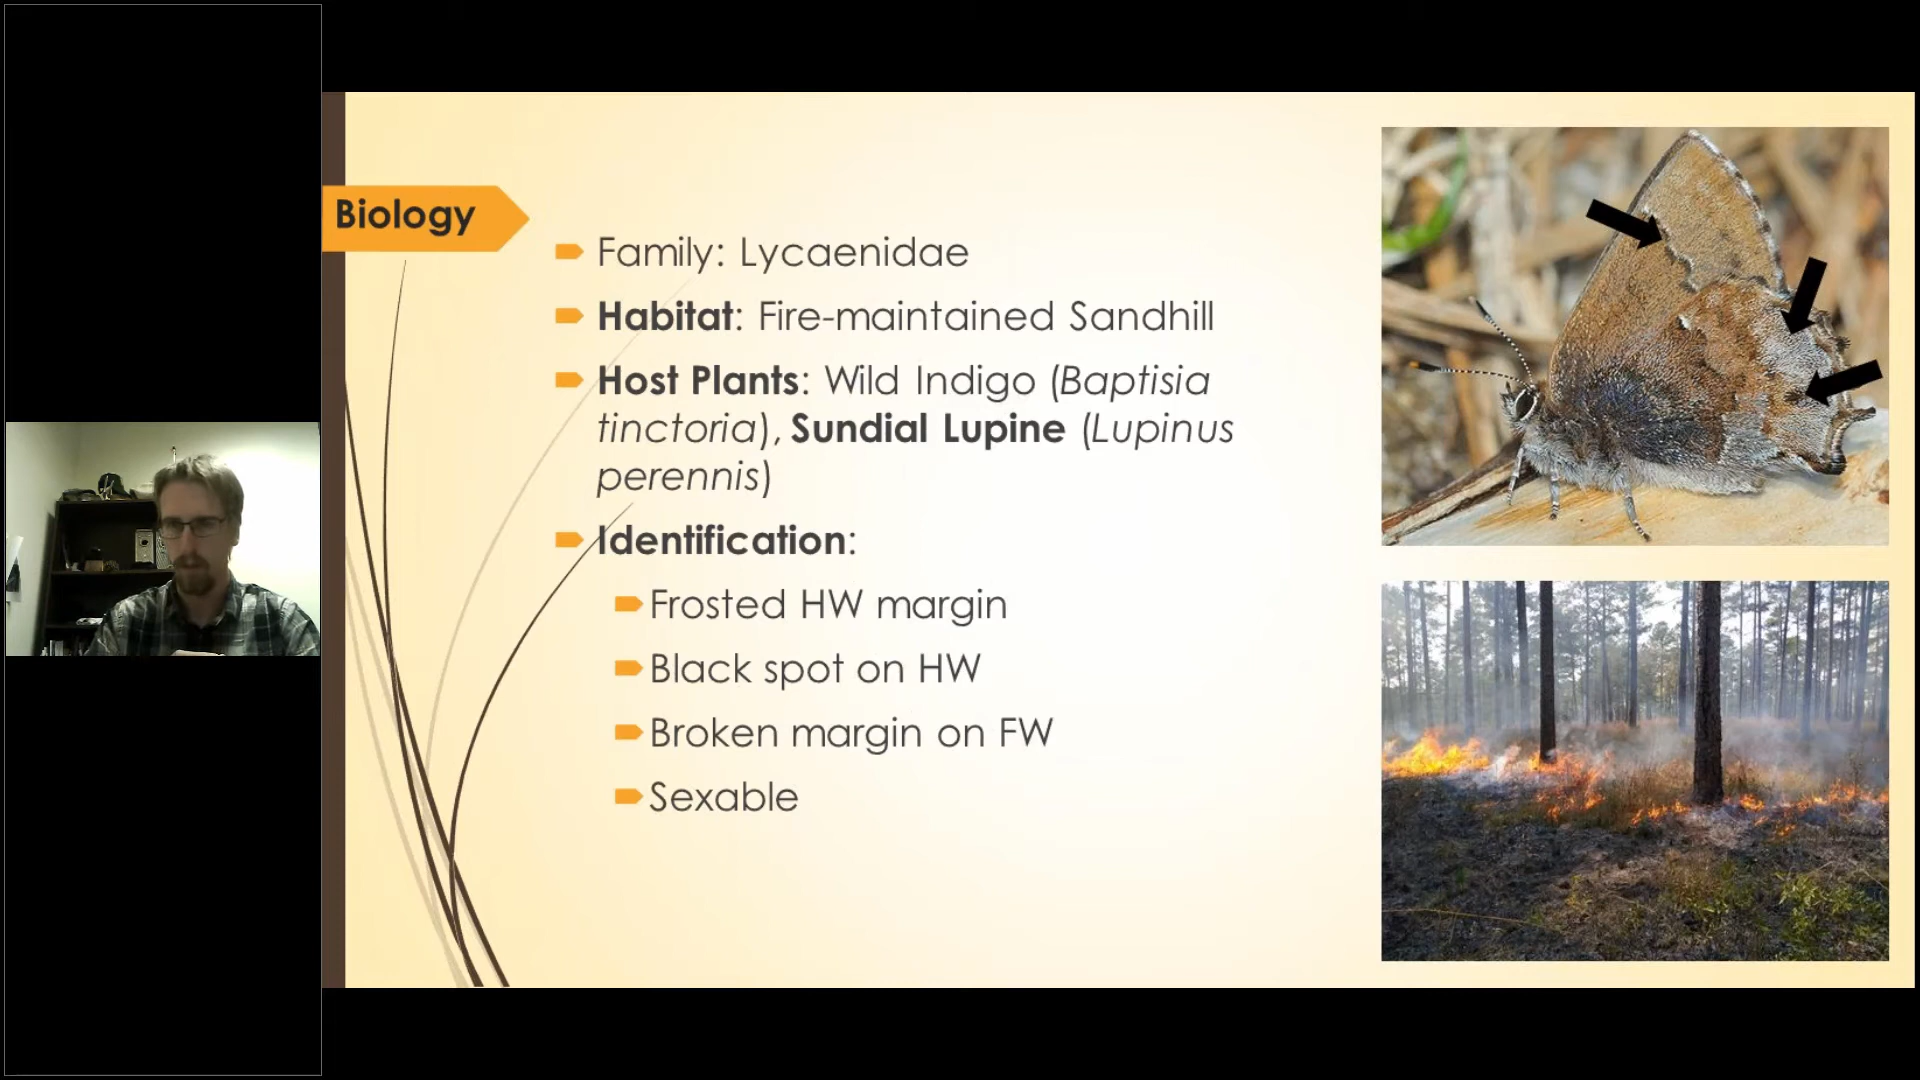 Biology
Family: Lycaenidae
Habitat: Fire-maintained Sandhill
Host Plants: Wild Indigo (Baptisia
tinctoria), Sundial Lupine (Lupinus
perennis)
Identification:
Frosted HW margin
Black spot on HW
Broken margin on FW
Sexable